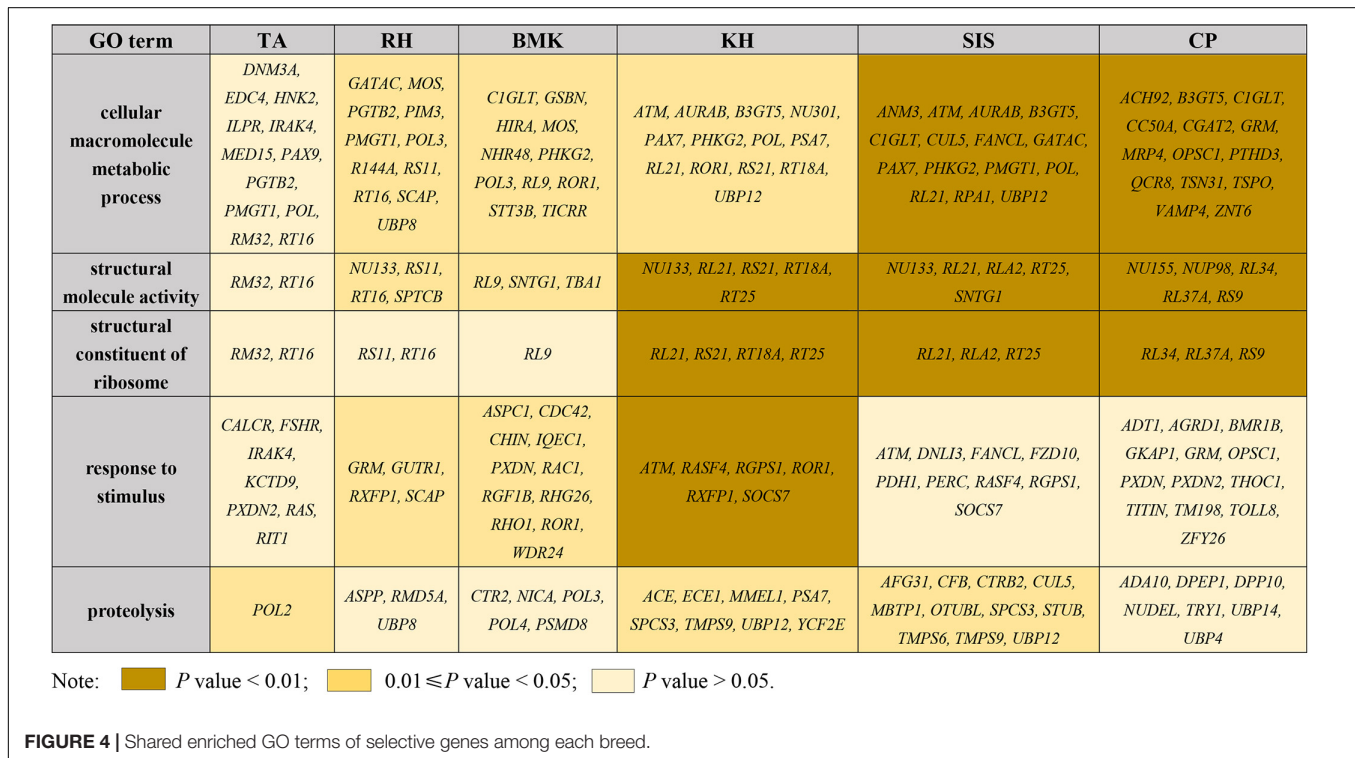 GO term TA RH BMK KH SIS CP
cellular
macromolecule
metabolic
process
DNM3A,
EDC4, HNK2,
ILPR, IRAK4,
MED15, PAX9,
PGTB2,
PMGT1, POL,
RM32, RT16
GATAC, MOS,
PGTB2, PIM3,
PMGT1, POL3,
R144A, RS11,
RT16, SCAP,
UBP8
C1GLT, GSBN,
HIRA, MOS,
NHR48, PHKG2,
POL3, RL9, ROR1,
STT3B, TICRR
ATM, AURAB, B3GT5, NU301,
PAX7, PHKG2, POL, PSA7,
RL21, ROR1, RS21, RT18A,
UBP12
ANM3, ATM, AURAB, B3GT5,
C1GLT, CUL5, FANCL, GATAC,
PAX7, PHKG2, PMGT1, POL,
RL21, RPA1, UBP12
ACH92, B3GT5, C1GLT,
CC50A, CGAT2, GRM,
MRP4, OPSC1, PTHD3,
QCR8, TSN31, TSPO,
VAMP4, ZNT6
structural
molecule activity
RM32, RT16
NU133, RS11,
RT16, SPTCB
RL9, SNTG1, TBA1
NU133, RL21, RS21, RT18A,
RT25
NU133, RL21, RLA2, RT25,
SNTG1
NU155, NUP98, RL34,
RL37A, RS9
structural
constituent of
ribosome
RM32, RT16
RS11, RT16
RL9
RL21, RS21, RT18A, RT25
RL21, RLA2, RT25
RL34, RL37A, RS9
response to
stimulus
CALCR, FSHR,
IRAK4,
KCTD9,
PXDN2, RAS,
RIT1
GRM, GUTR1,
RXFP1, SCAP
ASPC1, CDC42,
CHIN, IQEC1,
PXDN, RAC1,
RGF1B, RHG26,
RHO1, ROR1,
WDR24
ATM, RASF4, RGPS1, ROR1,
RXFP1, SOCS7
ATM, DNLI3, FANCL, FZD10,
PDH1, PERC, RASF4, RGPS1,
SOCS7
ADT1, AGRD1, BMR1B,
GKAP1, GRM, OPSC1,
PXDN, PXDN2, THOC1,
TITIN, TM198, TOLL8,
ZFY26
proteolysis
POL2
ASPP, RMD5A,
UBP8
CTR2, NICA, POL3,
POL4, PSMD8
ACE, ECE1, MMEL1, PSA7,
SPCS3, TMPS9, UBP12, YCF2E
AFG31, CFB, CTRB2, CUL5,
MBTP1, OTUBL, SPCS3, STUB,
TMPS6, TMPS9, UBP12
ADA10, DPEP1, DPP10,
NUDEL, TRY1, UBP14,
UBP4
Note: P value < 0.01; 0.01 ≤ P value < 0.05; P value > 0.05.
FIGURE 4 | Shared enriched GO terms of selective genes among each breed.